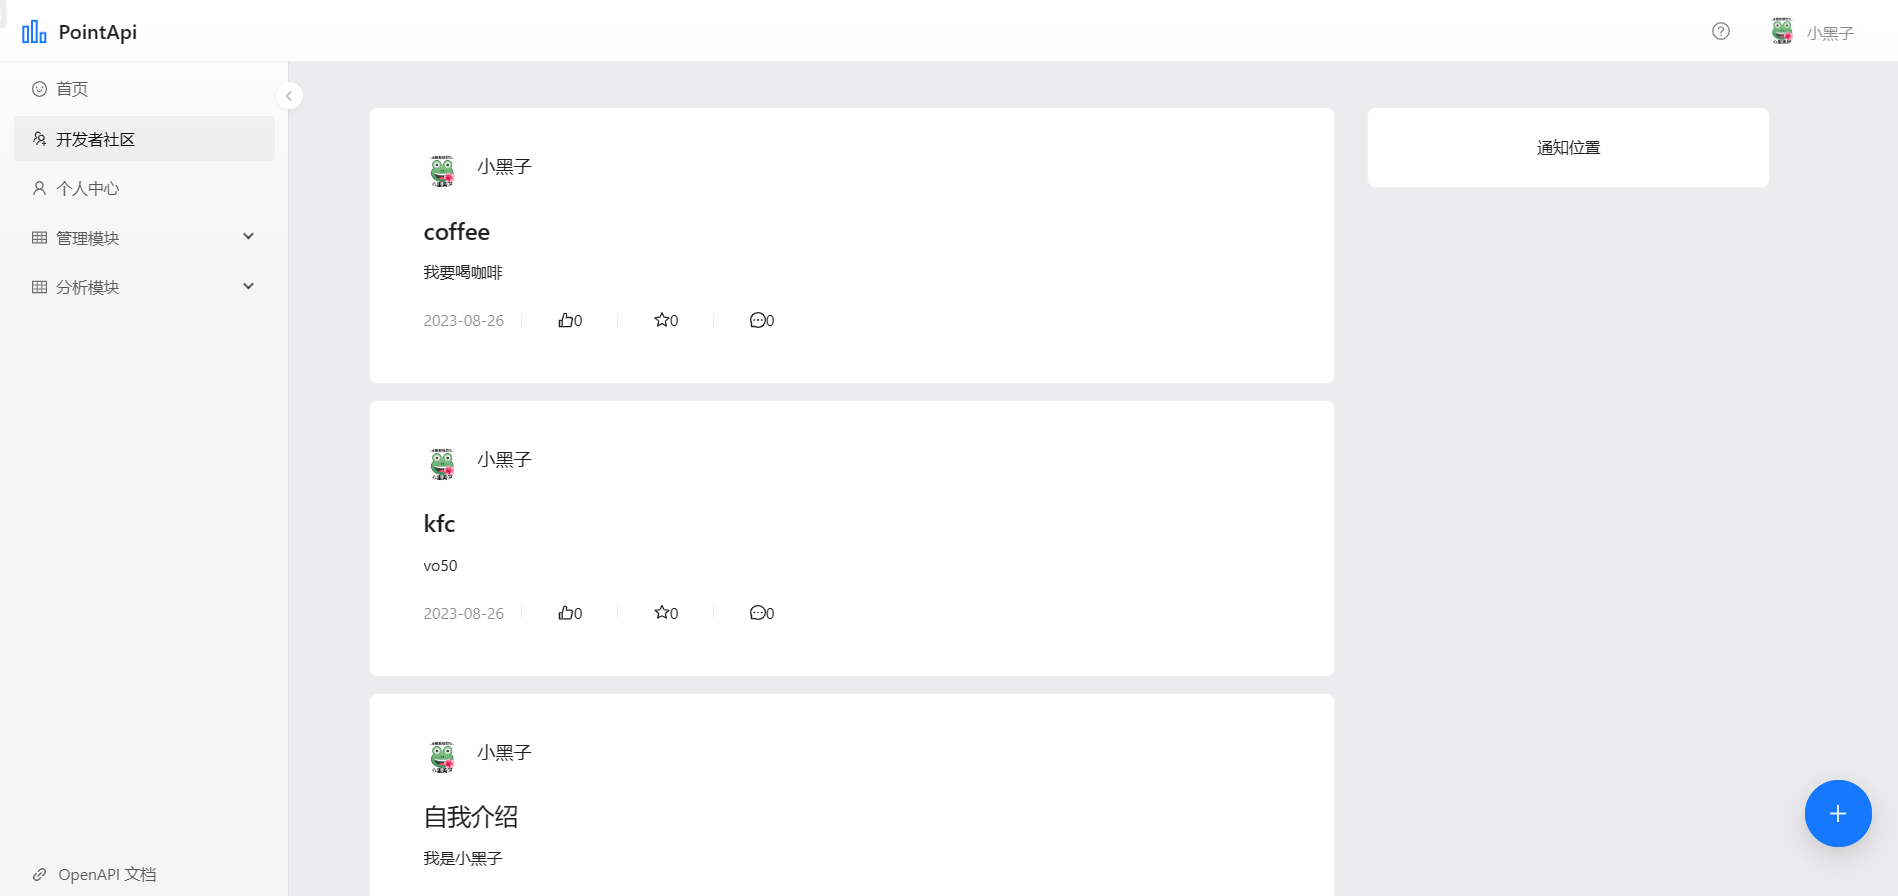 PointApi
小黑子
首页
开发者社区
个人中心
管理模块
分析模块
OpenAPI 文档
小黑子
coffee
我要喝咖啡
2023-08-26 0 0 0
小黑子
kfc
vo50
2023-08-26 0 0 0
小黑子
自我介绍
我是小黑子
通知位置